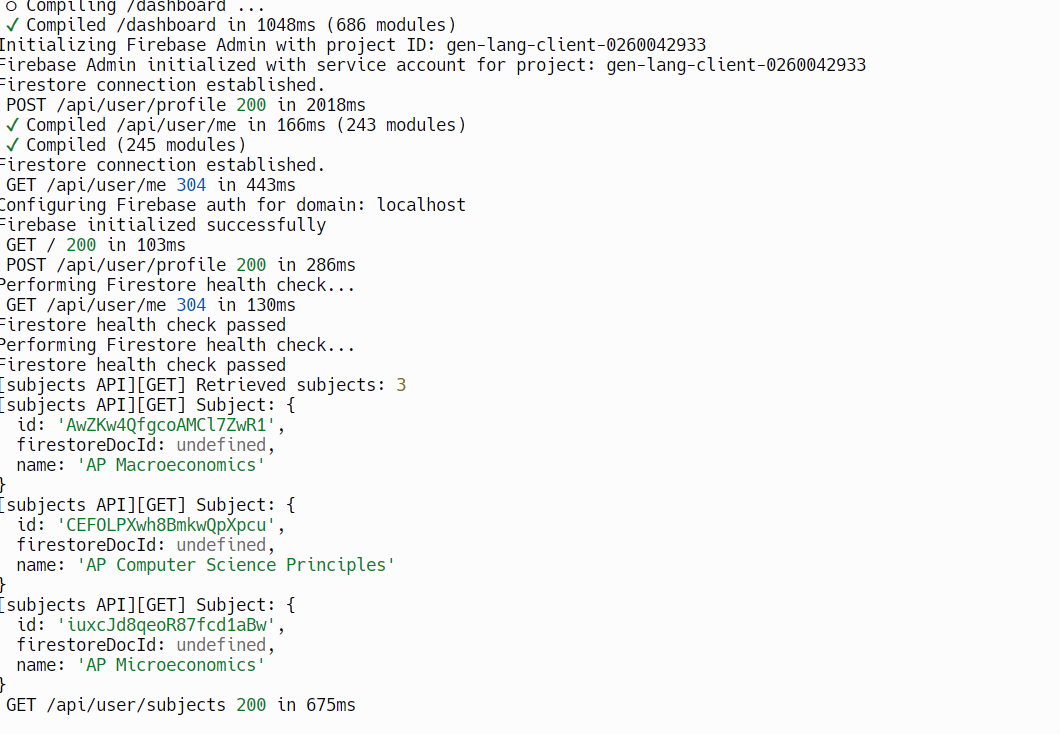 ○ Compiling /dashboard ...
✓ Compiled /dashboard in 1048ms (686 modules)
Initializing Firebase Admin with project ID: gen-lang-client-0260042933
Firebase Admin initialized with service account for project: gen-lang-client-0260042933
Firestore connection established.
POST /api/user/profile 200 in 2018ms
✓ Compiled /api/user/me in 166ms (243 modules)
✓ Compiled (245 modules)
Firestore connection established.
GET /api/user/me 304 in 443ms
Configuring Firebase auth for domain: localhost
Firebase initialized successfully
GET / 200 in 103ms
POST /api/user/profile 200 in 286ms
Performing Firestore health check...
GET /api/user/me 304 in 130ms
Firestore health check passed
Performing Firestore health check...
Firestore health check passed
[subjects API][GET] Retrieved subjects: 3
[subjects API][GET] Subject: {
  id: 'AwZKw4QfgcoAMCl7ZwR1',
  firestoreDocId: undefined,
  name: 'AP Macroeconomics'
}
[subjects API][GET] Subject: {
  id: 'CEFOLPXwh8BmkwQpXpcu',
  firestoreDocId: undefined,
  name: 'AP Computer Science Principles'
}
[subjects API][GET] Subject: {
  id: 'iuxcJd8qeoR87fcd1aBw',
  firestoreDocId: undefined,
  name: 'AP Microeconomics'
}
GET /api/user/subjects 200 in 675ms